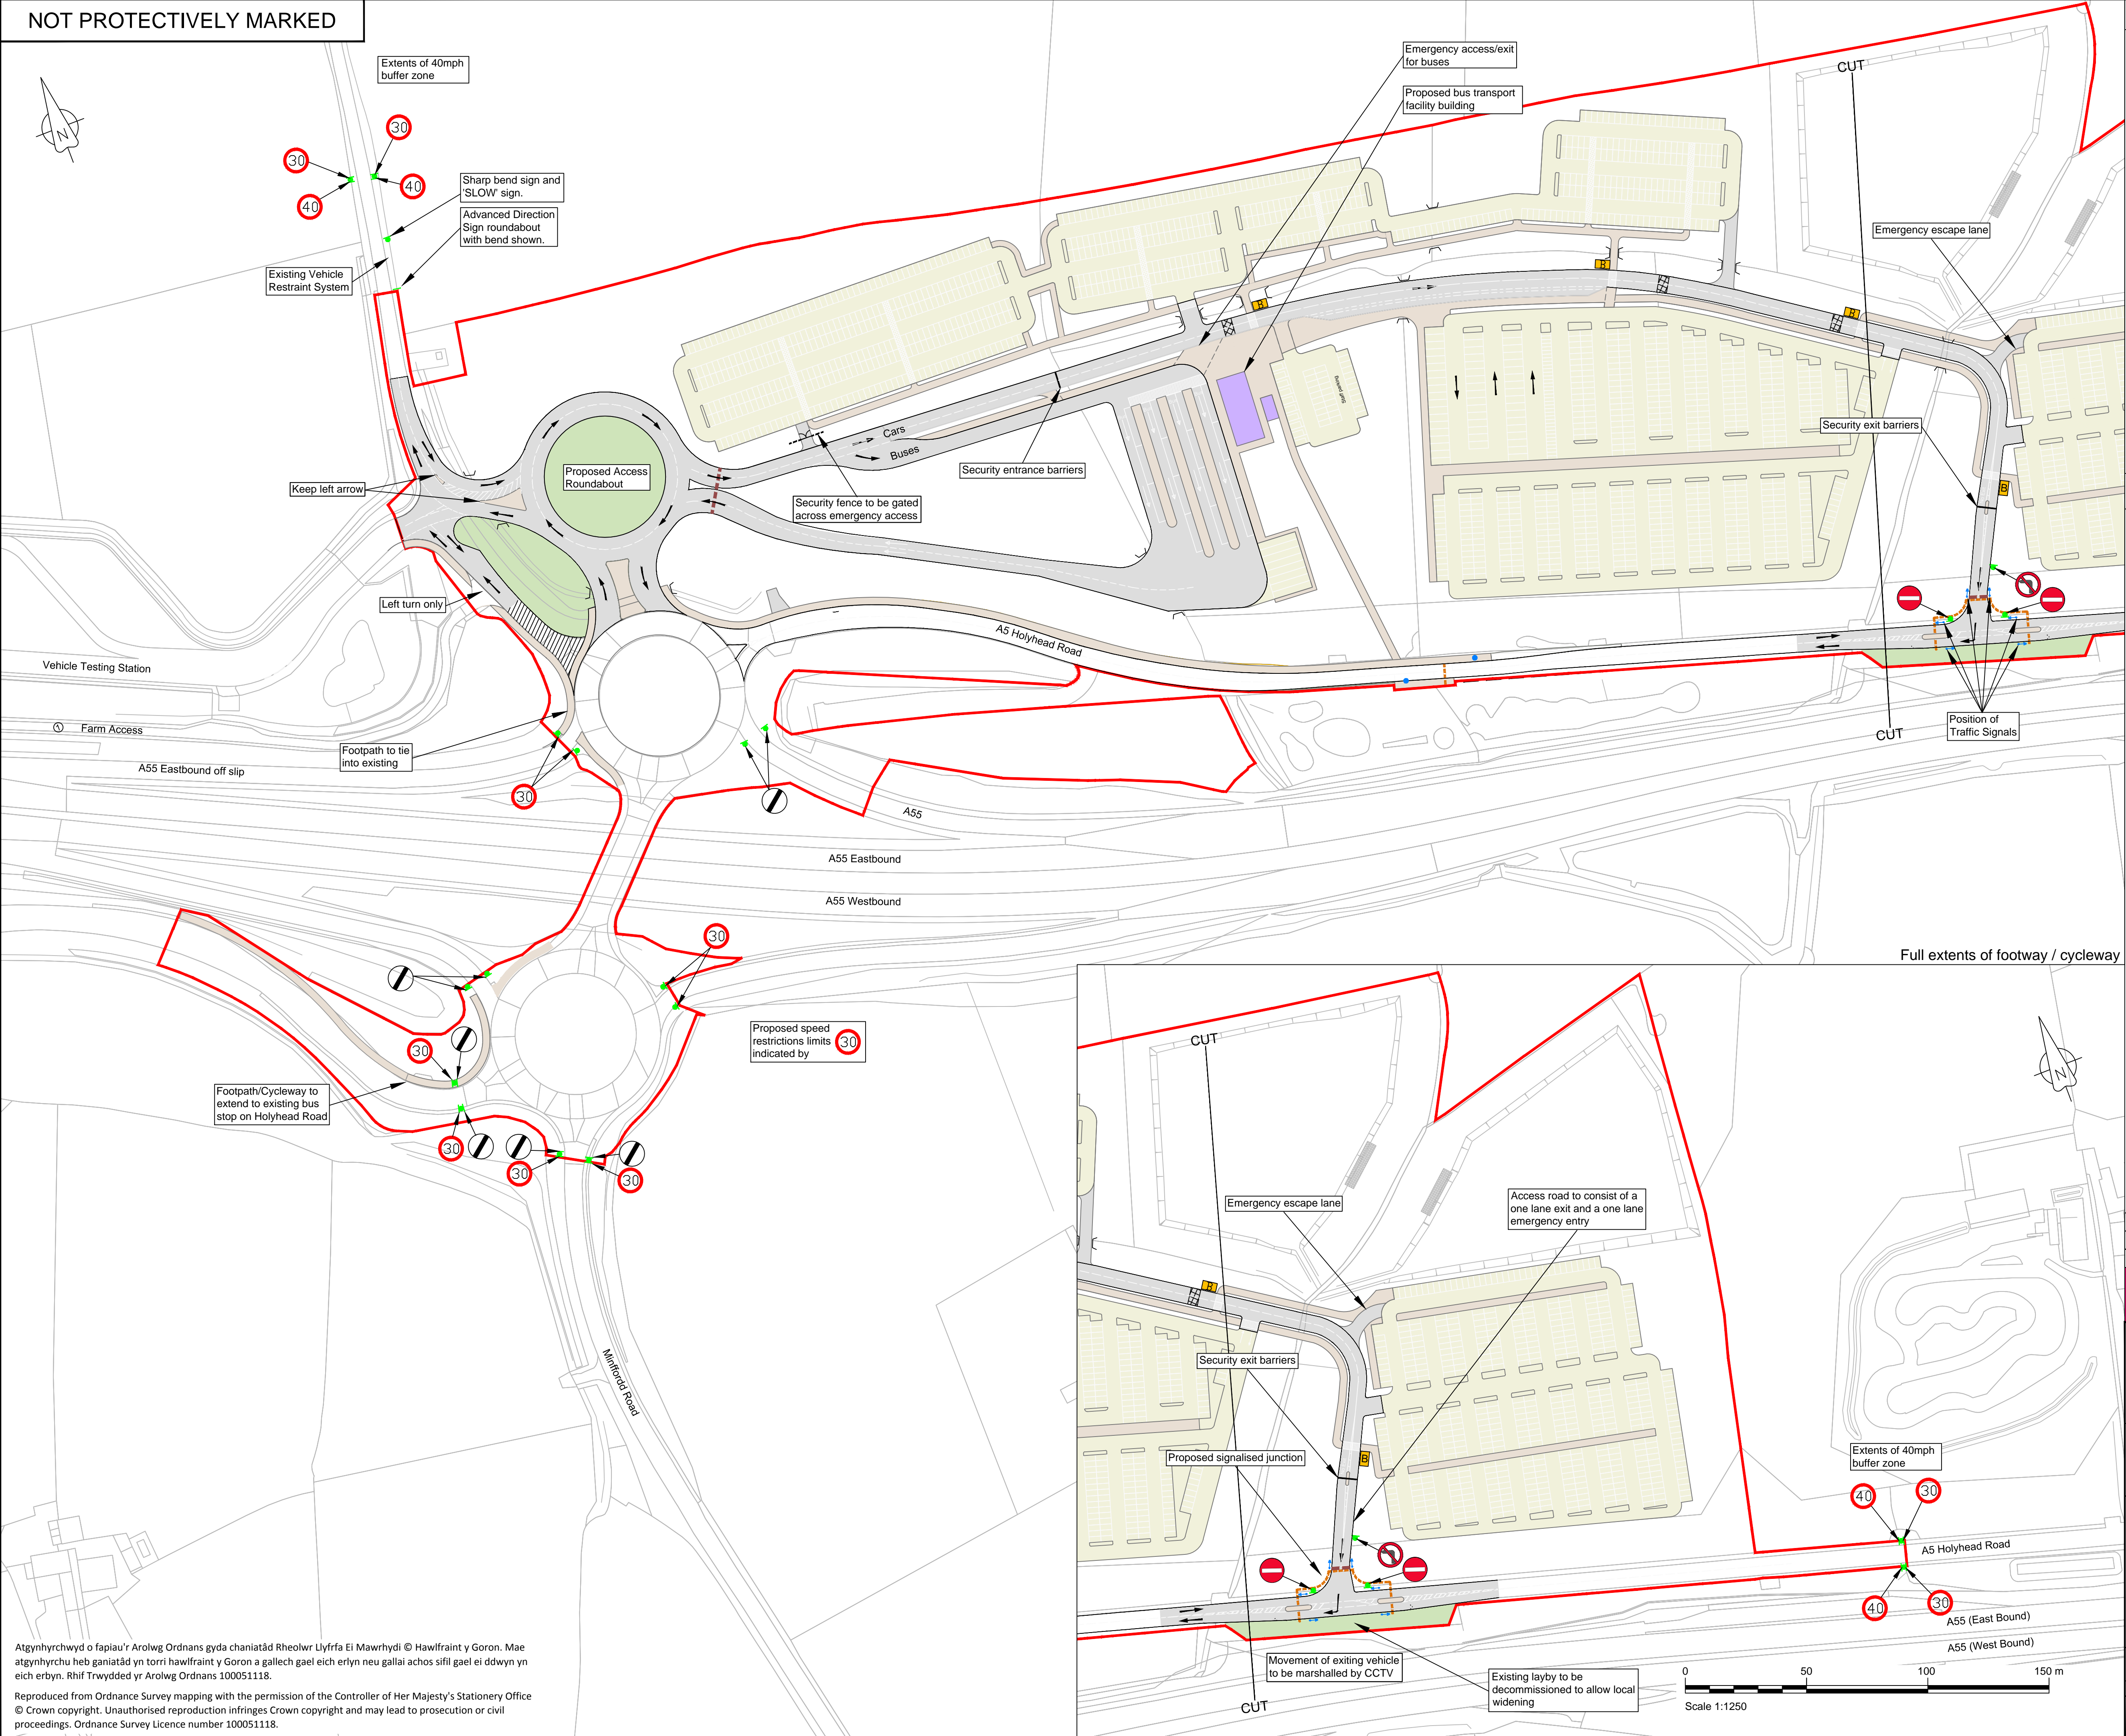 NOT PROTECTIVELY MARKED
Extents of 40mph
buffer zone
N
30
30
40
40
Sharp bend sign and
'SLOW' sign.
Advanced Direction
Sign roundabout
with bend shown.
Existing Vehicle
Restraint System
Emergency access/exit
for buses
Proposed bus transport
facility building
CUT
Emergency escape lane
B
B
B
B
Staff parking
Security exit barriers
Cars
Buses
Security entrance barriers
Proposed Access
Roundabout
Keep left arrow
Security fence to be gated
across emergency access
Left turn only
A5 Holyhead Road
Vehicle Testing Station
Farm Access
Footpath to tie
into existing
A55 Eastbound off slip
30
A55
Position of
Traffic Signals
CUT
A55 Eastbound
A55 Westbound
30
Proposed speed
restrictions limits
indicated by
30
30
Footpath/Cycleway to
extend to existing bus
stop on Holyhead Road
30
30
30
Minffordd Road
Full extents of footway / cycleway
CUT
N
Emergency escape lane
Access road to consist of a
one lane exit and a one lane
emergency entry
B
Security exit barriers
Proposed signalised junction
B
Extents of 40mph
buffer zone
40
30
A5 Holyhead Road
40
30
A55 (East Bound)
A55 (West Bound)
Movement of exiting vehicle
to be marshalled by CCTV
Existing layby to be
decommissioned to allow local
widening
CUT
0 50 100 150 m
Scale 1:1250
Atgynhyrchwyd o fapiau'r Arolwg Ordnans gyda chaniatâd Rheolwr Llyfrfa Ei Mawrhydi © Hawlfraint y Goron. Mae
atgynhyrchu heb ganiatâd yn torri hawlfraint y Goron a gallech gael eich erlyn neu gallai achos sifil gael ei ddwyn yn
eich erbyn. Rhif Trwydded yr Arolwg Ordnans 100051118.
Reproduced from Ordnance Survey mapping with the permission of the Controller of Her Majesty's Stationery Office
© Crown copyright. Unauthorised reproduction infringes Crown copyright and may lead to prosecution or civil
proceedings. Ordnance Survey Licence number 100051118.